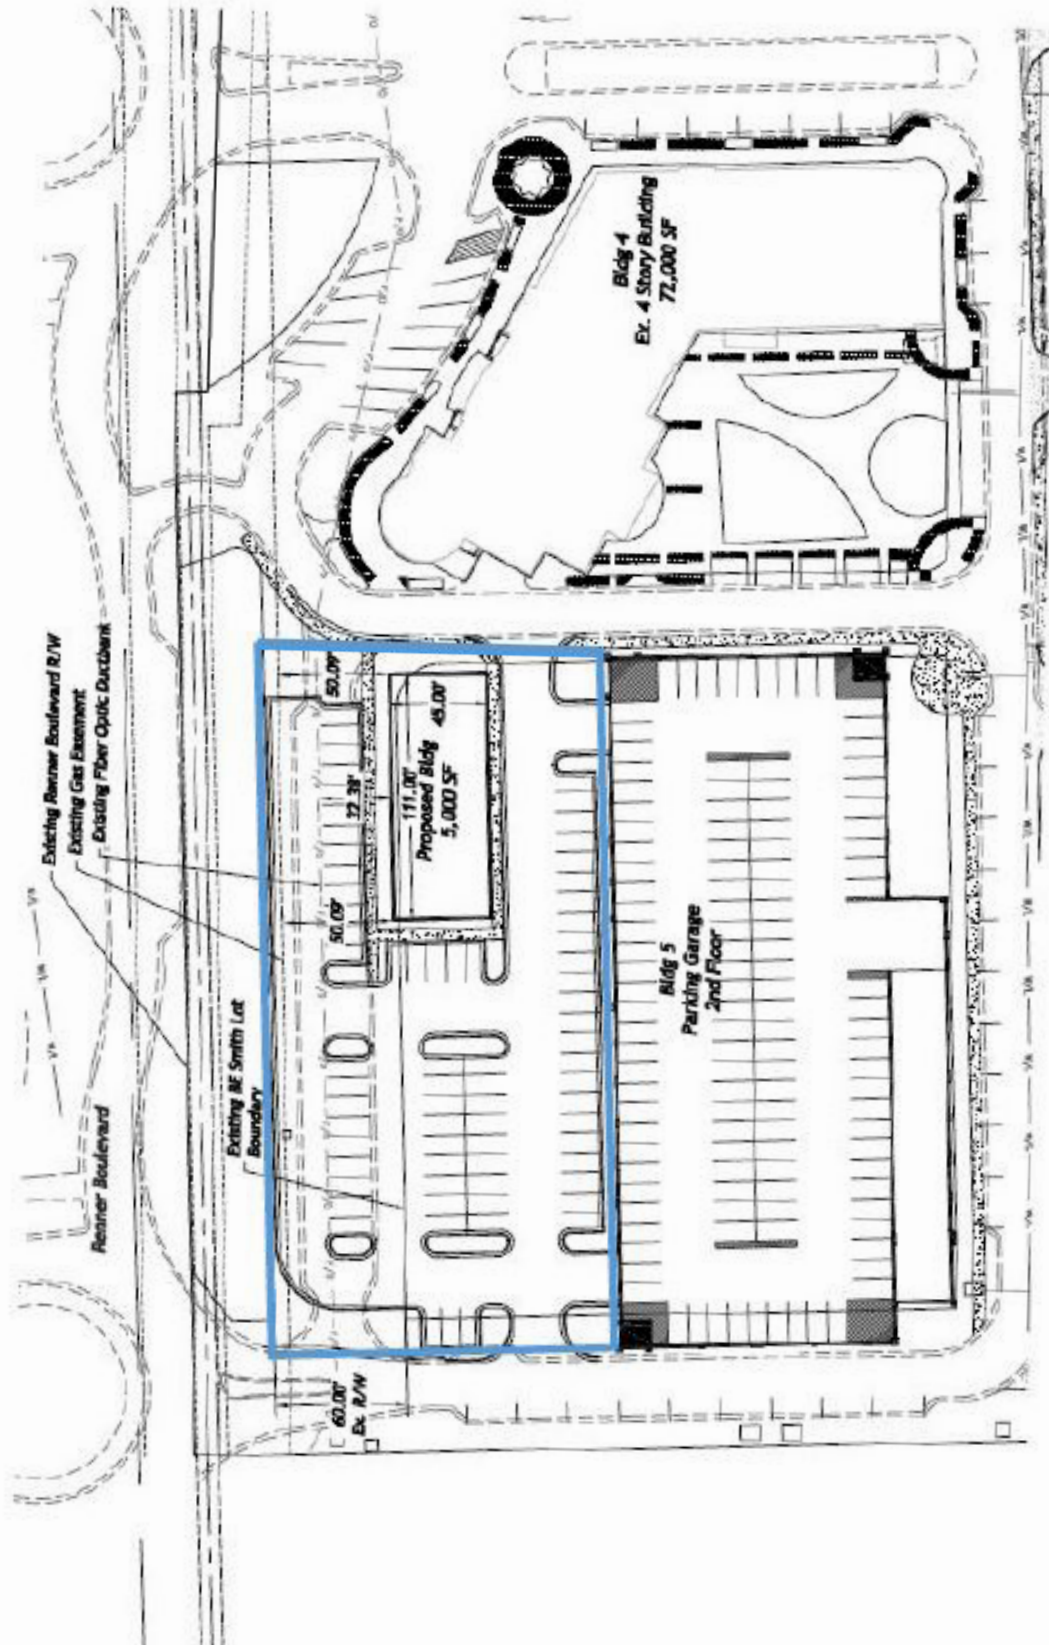 Existing Renner Boulevard R/W
Existing Gas Easement
Existing Fiber Optic Ductbank
Bldg 4
Ex. 4 Story Building
72,000 SF
50.09'
45.00'
32.38'
111.00'
Proposed Bldg
5,000 SF
50.09'
Existing BE Smith Lot
Boundary
Bldg 5
Parking Garage
2nd Floor
Renner Boulevard
60.00'
Ex. R/W